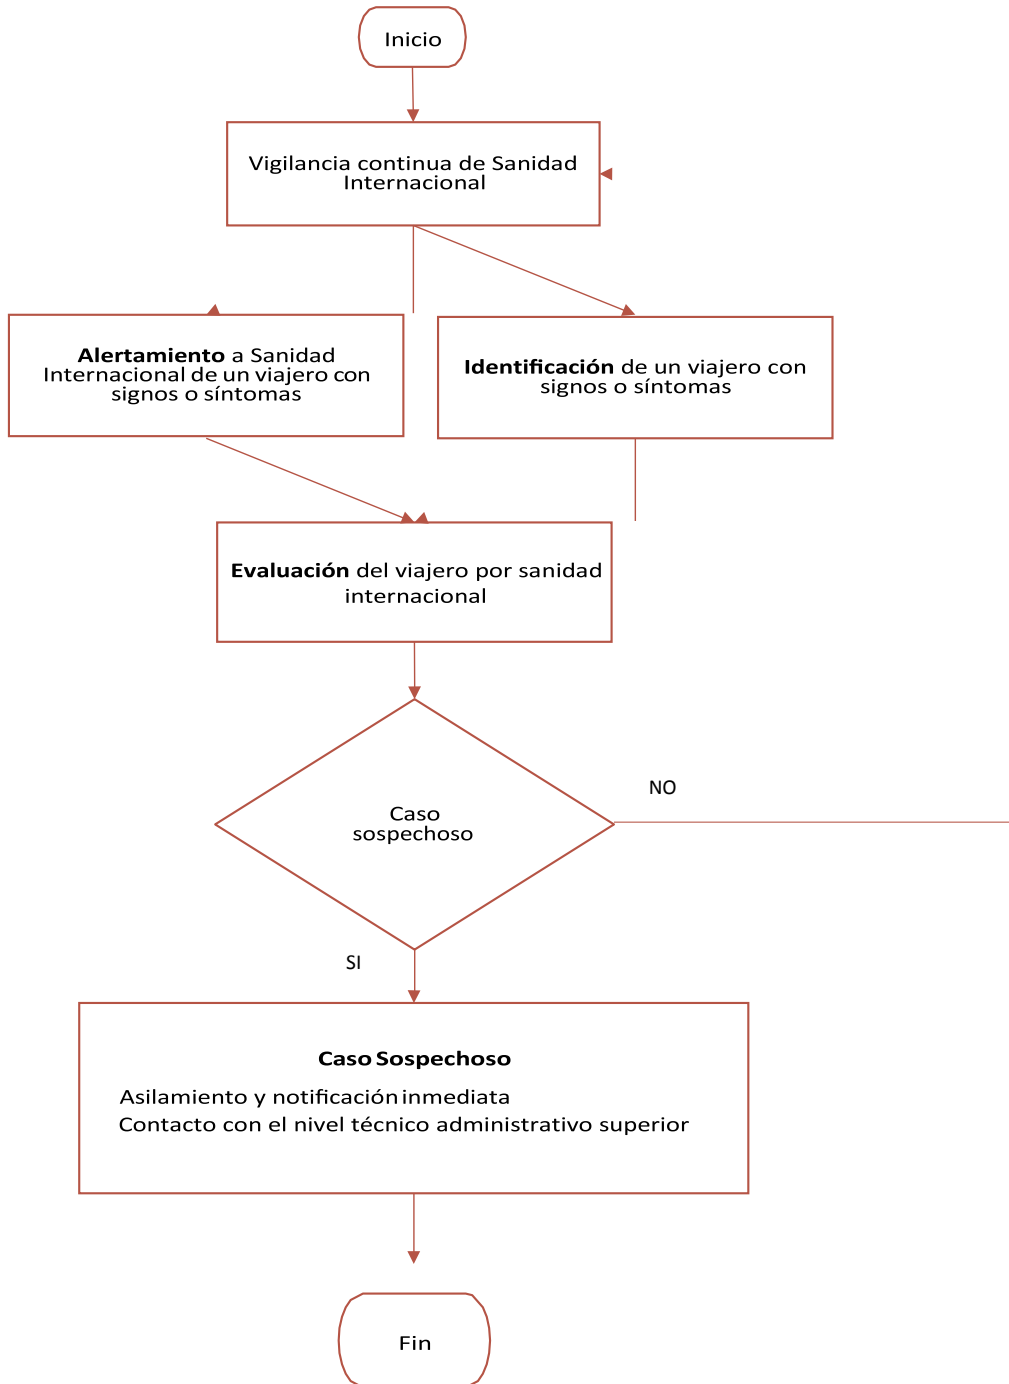 Inicio
Vigilancia continua de Sanidad
Internacional
Alertamiento a Sanidad
Internacional de un viajero con
signos o síntomas
Identificación de un viajero con
signos o síntomas
Evaluación del viajero por sanidad
internacional
Caso
sospechoso
NO
SI
Caso Sospechoso
Asilamiento y notificación inmediata
Contacto con el nivel técnico administrativo superior
Fin